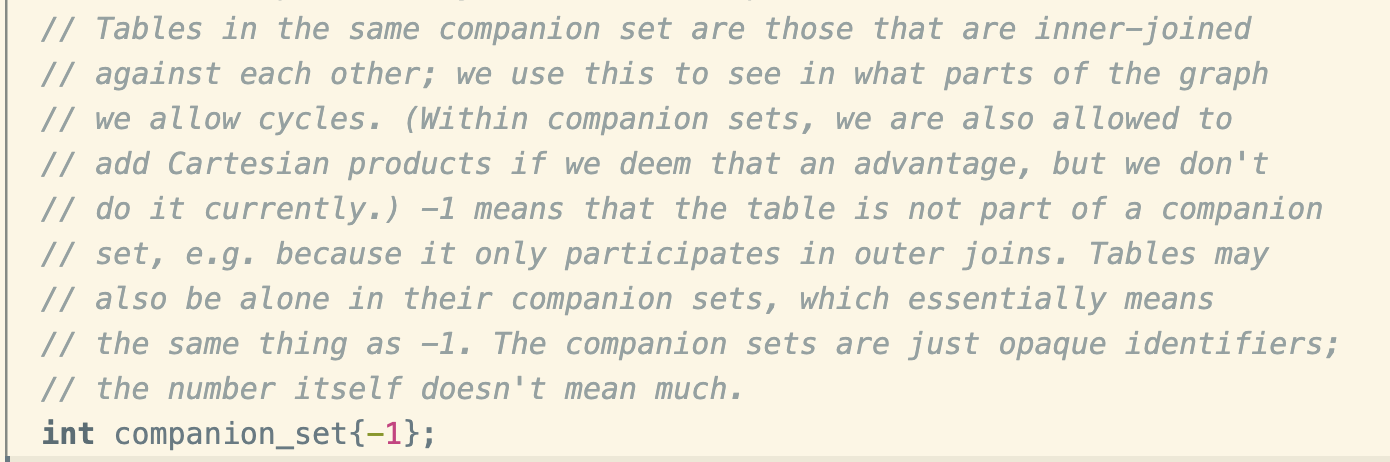 // Tables in the same companion set are those that are inner-joined
// against each other; we use this to see in what parts of the graph
// we allow cycles. (Within companion sets, we are also allowed to
// add Cartesian products if we deem that an advantage, but we don't
// do it currently.) -1 means that the table is not part of a companion
// set, e.g. because it only participates in outer joins. Tables may
// also be alone in their companion sets, which essentially means
// the same thing as -1. The companion sets are just opaque identifiers;
// the number itself doesn't mean much.
int companion_set{-1};